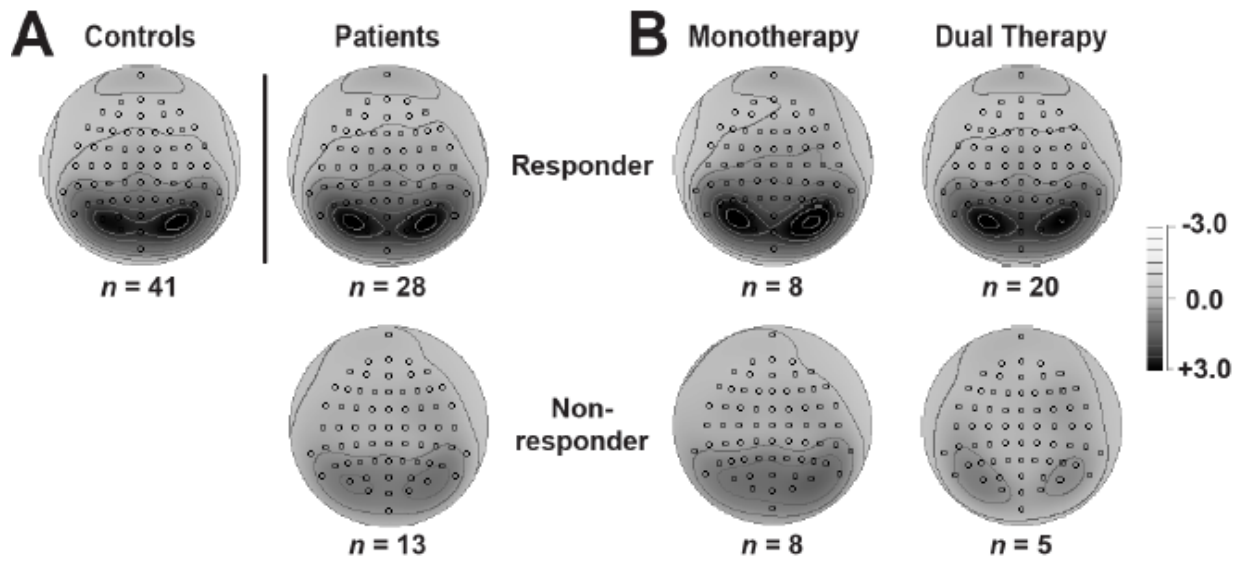 A Controls Patients B Monotherapy Dual Therapy
Responder
n = 41 n = 28 n = 8 n = 20
-3.0
0.0
+3.0
Non-
responder
n = 13 n = 8 n = 5